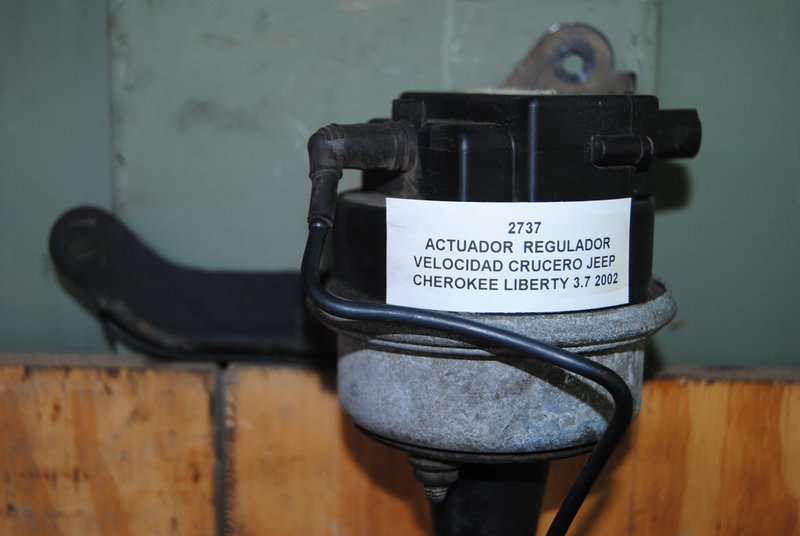 2737
ACTUADOR REGULADOR
VELOCIDAD CRUCERO JEEP
CHEROKEE LIBERTY 3.7 2002